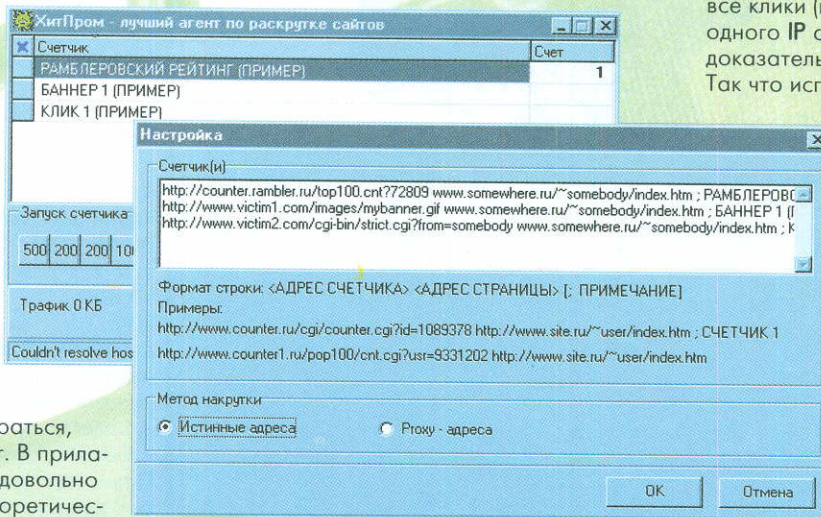 все клики (
одного IP
доказатель
Так что исп
ХитПром - лучший агент по раскрутке сайтов
Счетчик Счет
РАМБЛЕРОВСКИЙ РЕЙТИНГ (ПРИМЕР) 1
БАННЕР 1 (ПРИМЕР)
КЛИК 1 (ПРИМЕР)
Запуск счетчика
500 200 200 10
Трафик 0 КБ
Couldn't resolve hos
Настройка
Счетчик(и)
http://counter.rambler.ru/top100.cnt?72809 www.somewhere.ru/~somebody/index.htm ; РАМБЛЕРОВС
http://www.victim1.com/images/mybanner.gif www.somewhere.ru/~somebody/index.htm ; БАННЕР 1 (
http://www.victim2.com/cgi-bin/strict.cgi?from=somebody www.somewhere.ru/~somebody/index.htm ; К
Формат строки: <АДРЕС СЧЕТЧИКА> <АДРЕС СТРАНИЦЫ> [; ПРИМЕЧАНИЕ]
Примеры:
http://www.counter.ru/cgi/counter.cgi?id=1089378 http://www.site.ru/~user/index.htm ; СЧЕТЧИК 1
http://www.counter1.ru/pop100/cnt.cgi?usr=9331202 http://www.site.ru/~user/index.htm
Метод накрутки
Истинные адреса Proxy - адреса
OK Отмена
раться,
т. В прила-
довольно
оретичес-